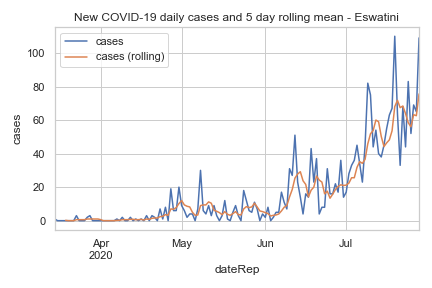 New COVID-19 daily cases and 5 day rolling mean - Eswatini
cases
cases (rolling)
100
80
60
40
20
0
cases
Apr
2020
May
Jun
Jul
dateRep